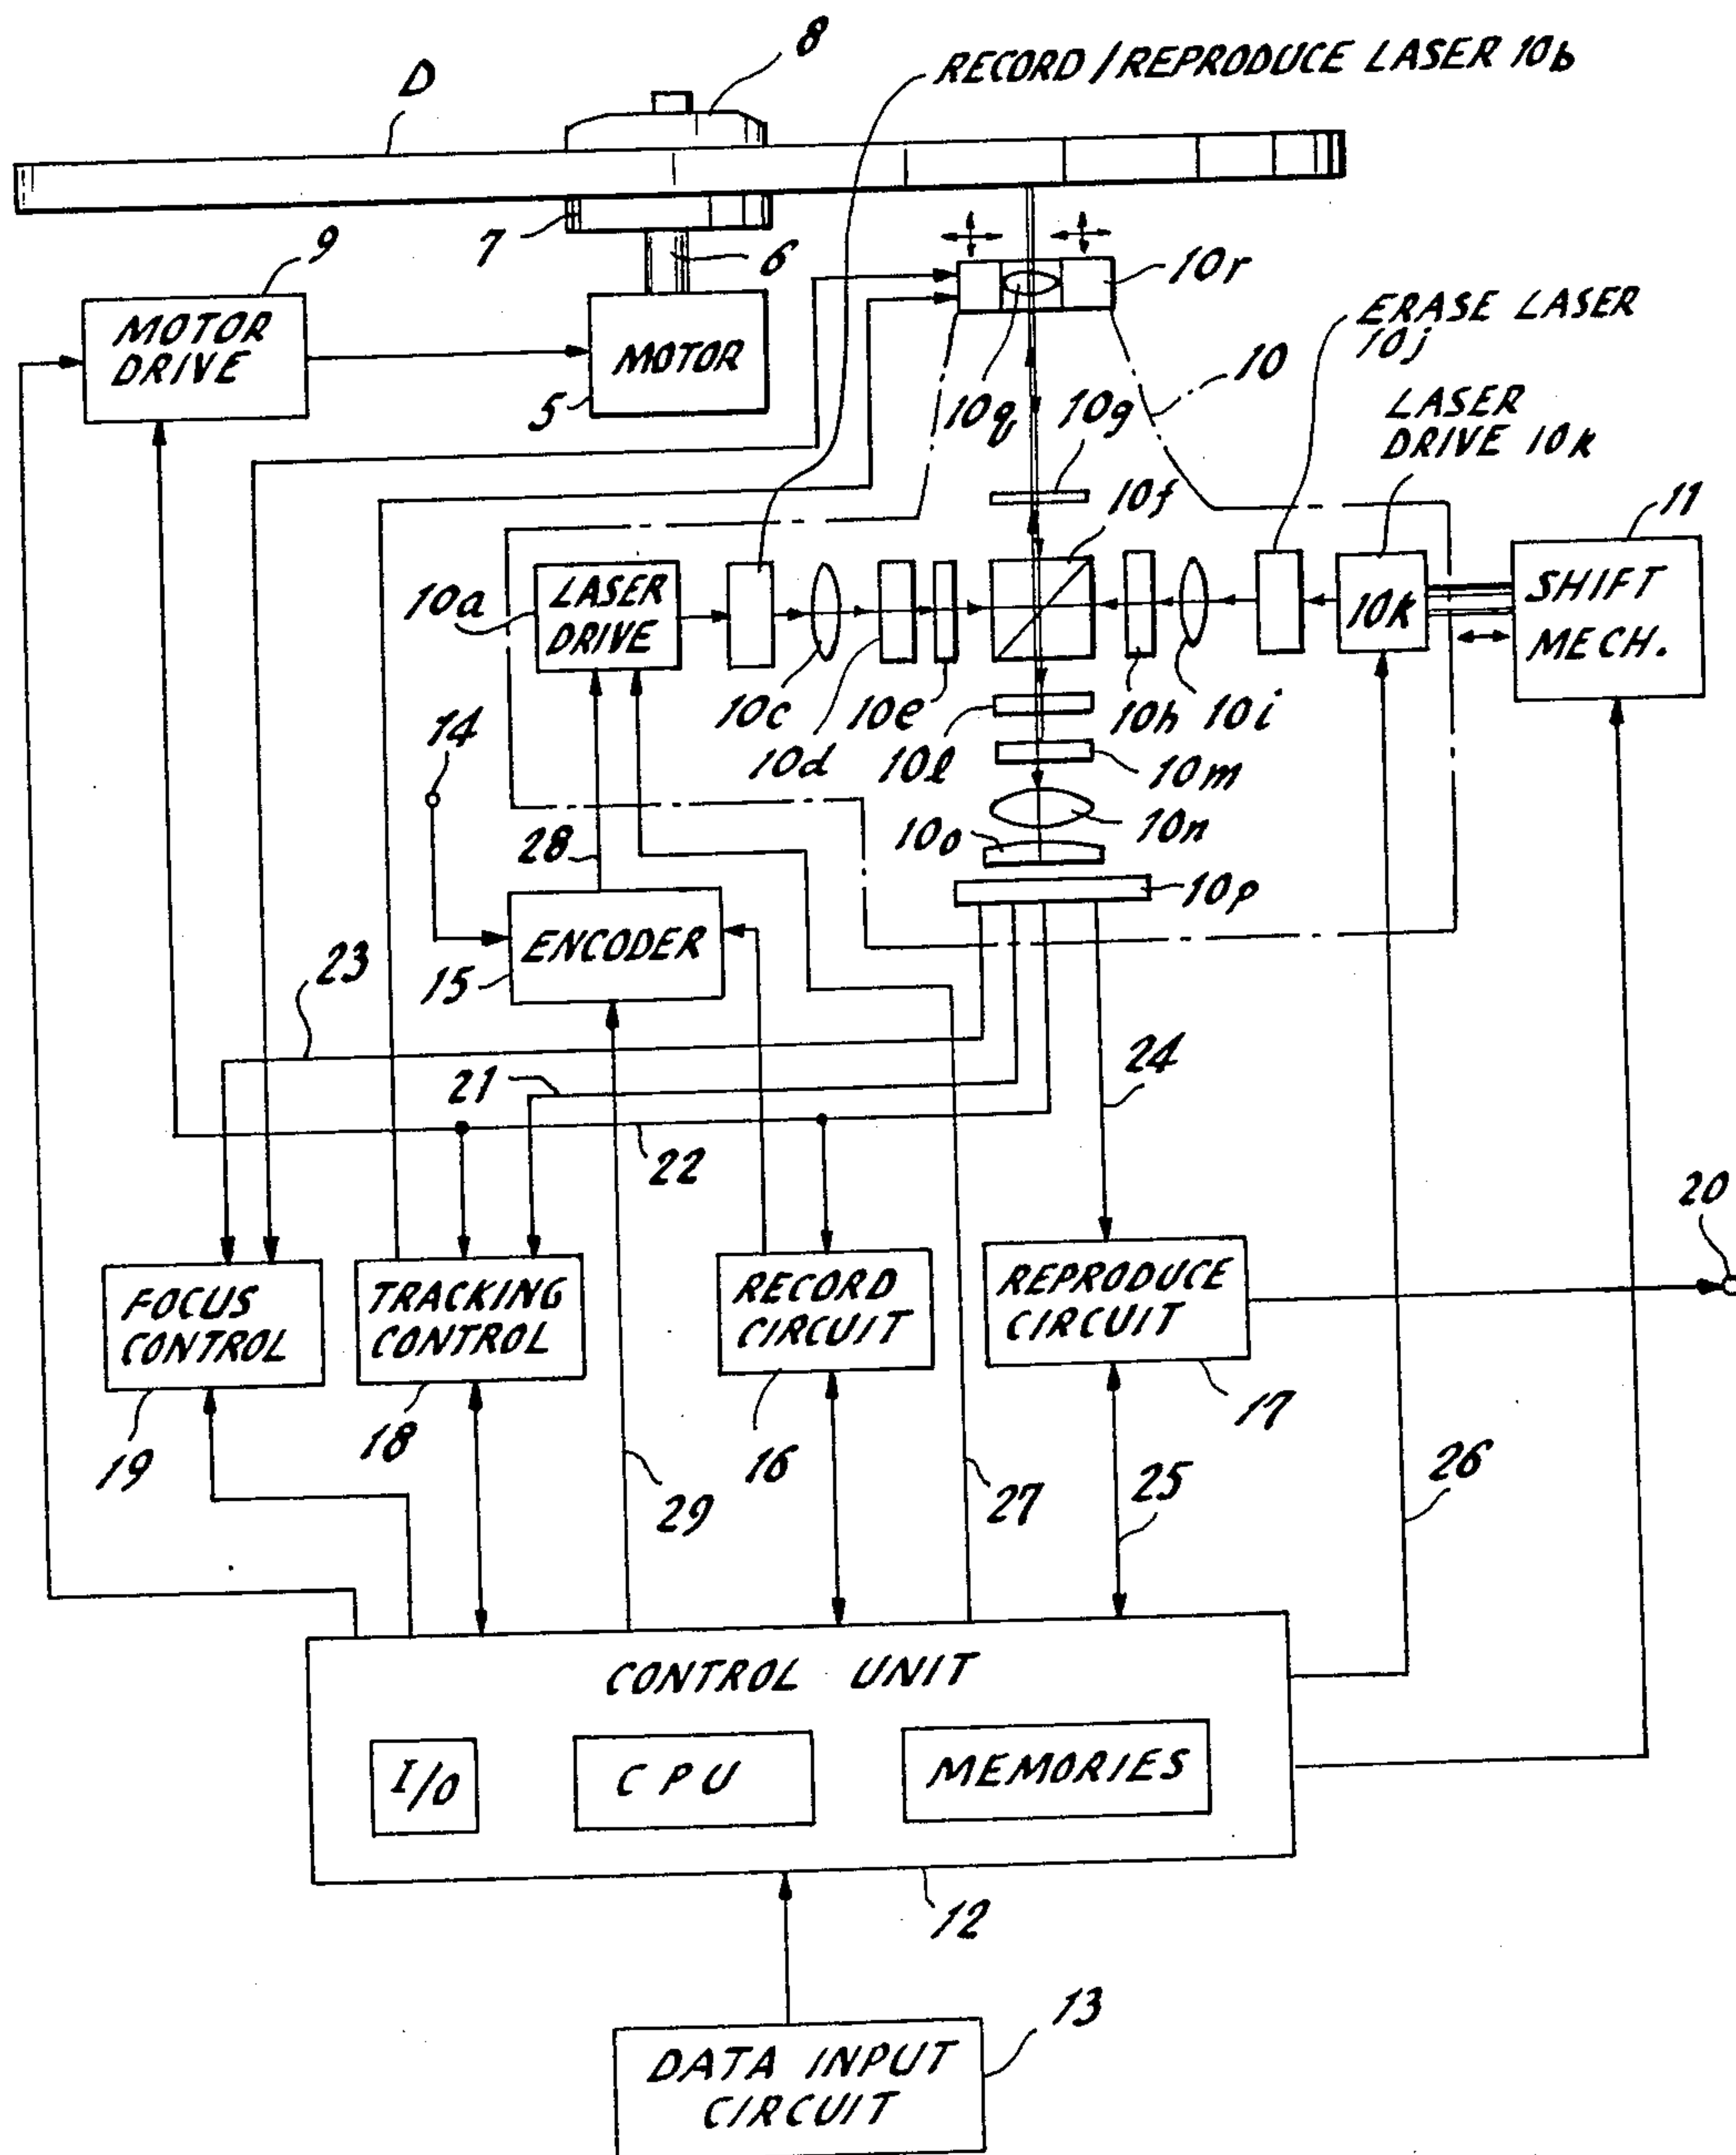 8
RECORD/REPRODUCE LASER 10b
D
7
6
9
MOTOR
DRIVE
MOTOR
5
10r
ERASE LASER
10j
10
LASER
DRIVE 10k
10q
10g
10f
11
SHIFT
MECH.
10a
LASER
DRIVE
10k
10c
10d
10e
10l
10h
10i
10m
14
28
10n
10o
10p
ENCODER
15
23
21
22
24
20
FOCUS
CONTROL
TRACKING
CONTROL
RECORD
CIRCUIT
REPRODUCE
CIRCUIT
19
18
16
17
29
27
25
26
CONTROL UNIT
I/O
CPU
MEMORIES
12
13
DATA INPUT
CIRCUIT